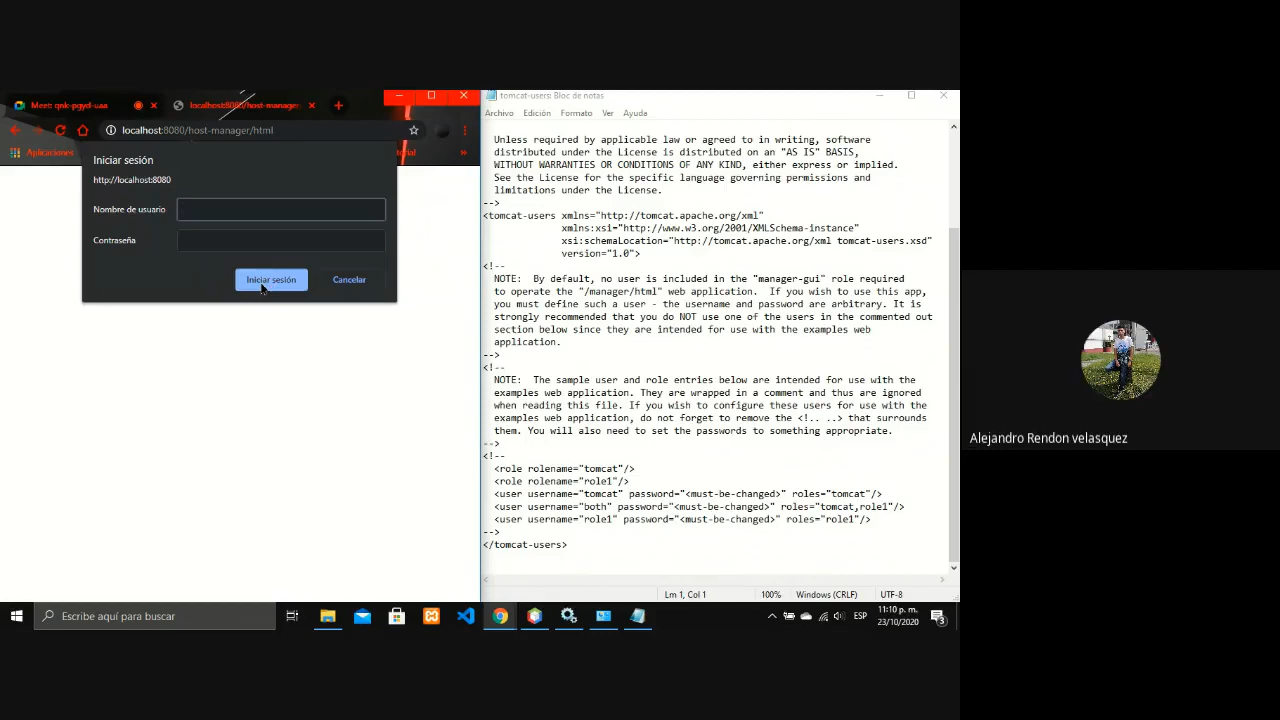 Meet: qnk-pgyd-uaa
localhost:8080/host-manager
localhost:8080/host-manager/html
Aplicaciones
torial
»
Iniciar sesión
http://localhost:8080
Nombre de usuario
Contraseña
Iniciar sesión
Cancelar
tomcat-users: Bloc de notas
Archivo Edición Formato Ver Ayuda
Unless required by applicable law or agreed to in writing, software
distributed under the License is distributed on an "AS IS" BASIS,
WITHOUT WARRANTIES OR CONDITIONS OF ANY KIND, either express or implied.
See the License for the specific language governing permissions and
limitations under the License.
-->
<tomcat-users xmlns="http://tomcat.apache.org/xml"
xmlns:xsi="http://www.w3.org/2001/XMLSchema-instance"
xsi:schemaLocation="http://tomcat.apache.org/xml tomcat-users.xsd"
version="1.0">
<!--
NOTE: By default, no user is included in the "manager-gui" role required
to operate the "/manager/html" web application. If you wish to use this app,
you must define such a user - the username and password are arbitrary. It is
strongly recommended that you do NOT use one of the users in the commented out
section below since they are intended for use with the examples web
application.
-->
<!--
NOTE: The sample user and role entries below are intended for use with the
examples web application. They are wrapped in a comment and thus are ignored
when reading this file. If you wish to configure these users for use with the
examples web application, do not forget to remove the <!.. ..> that surrounds
them. You will also need to set the passwords to something appropriate.
-->
<!--
<role rolename="tomcat"/>
<role rolename="role1"/>
<user username="tomcat" password="<must-be-changed>" roles="tomcat"/>
<user username="both" password="<must-be-changed>" roles="tomcat,role1"/>
<user username="role1" password="<must-be-changed>" roles="role1"/>
-->
</tomcat-users>
Lm 1, Col 1 100% Windows (CRLF) UTF-8
Alejandro Rendon velasquez
Escribe aquí para buscar
ESP
11:10 p. m.
23/10/2020
3